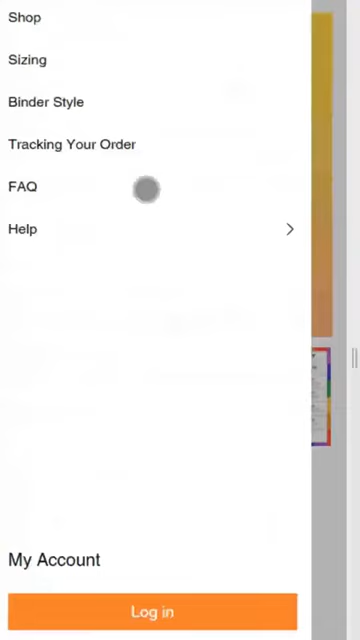 Shop
Sizing
Binder Style
Tracking Your Order
FAQ
Help
My Account
Log in